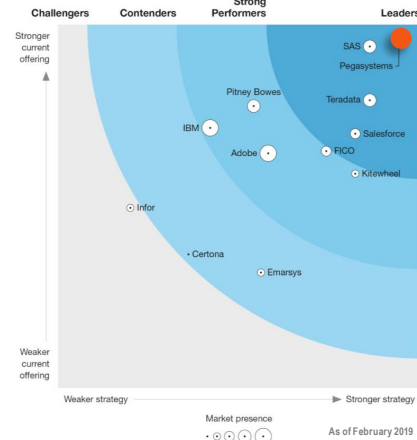 Challengers
Contenders
Strong
Performers
Leaders
Stronger
current
offering
SAS
Pegasystems
Pitney Bowes
Teradata
IBM
Salesforce
Adobe
FICO
Kitewheel
Infor
Certona
Emarsys
Weaker
current
offering
Weaker strategy
Stronger strategy
Market presence
As of February 2019